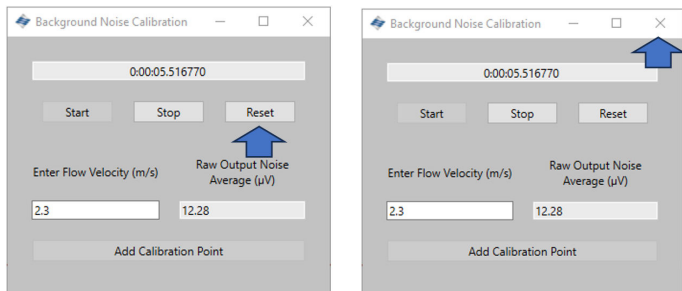 Background Noise Calibration
0:00:05.516770
Start Stop Reset
Enter Flow Velocity (m/s)
Raw Output Noise
Average (µV)
2.3 12.28
Add Calibration Point
Background Noise Calibration
0:00:05.516770
Start Stop Reset
Enter Flow Velocity (m/s)
Raw Output Noise
Average (µV)
2.3 12.28
Add Calibration Point